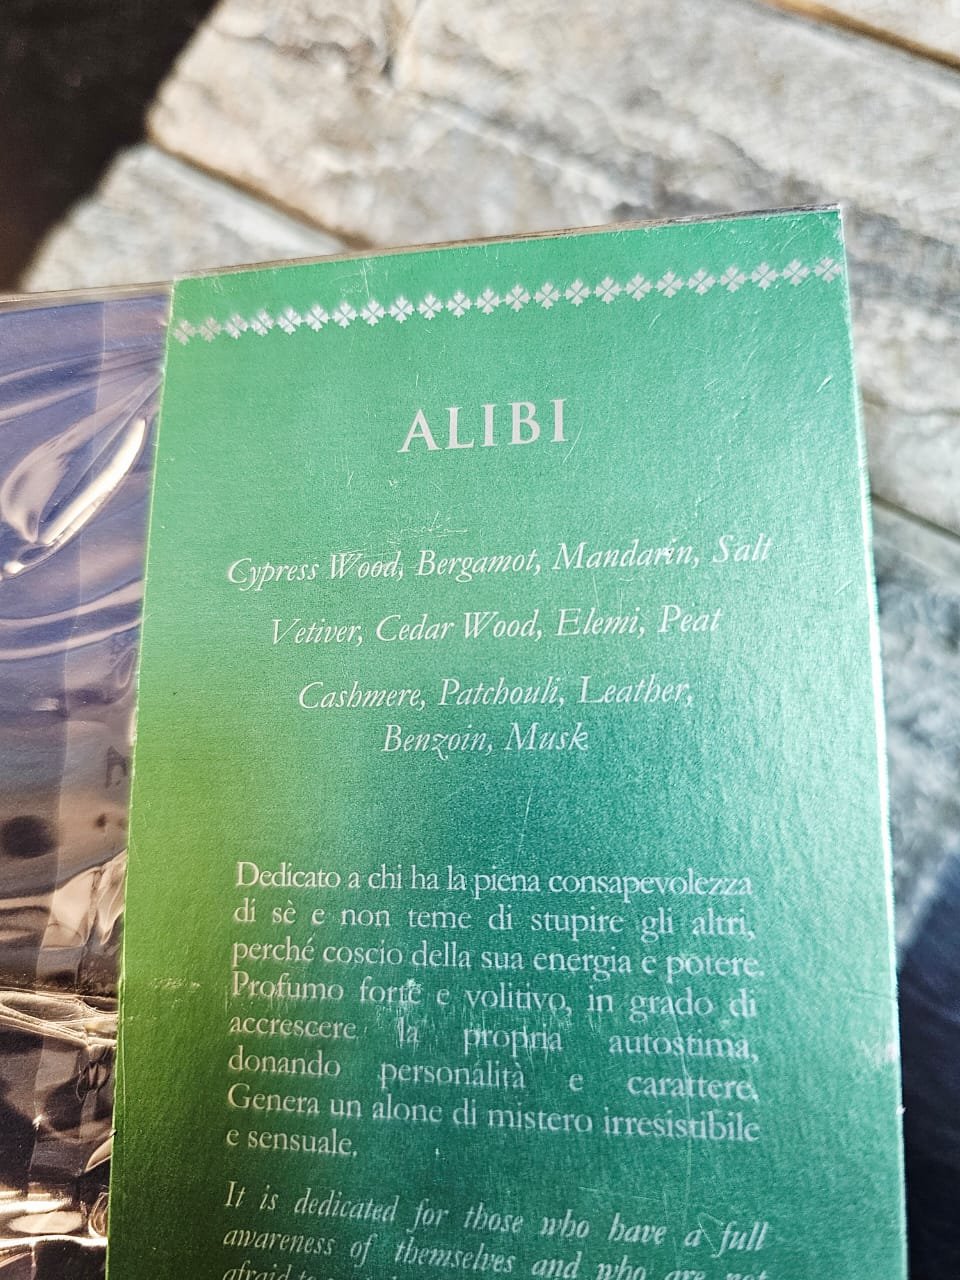 ALIBI
Cypress Wood, Bergamot, Mandarin, Salt
Vetiver, Cedar Wood, Elemi, Peat
Cashmere, Patchouli, Leather,
Benzoin, Musk
Dedicato a chi ha la piena consapevolezza
di sè e non teme di stupire gli altri,
perché coscio della sua energia e potere.
Profumo forte e volitivo, in grado di
accrescere la propria autostima,
donando personalità e carattere.
Genera un alone di mistero irresistibile
e sensuale.
It is dedicated for those who have a full
awareness of themselves and who are not
afraid to